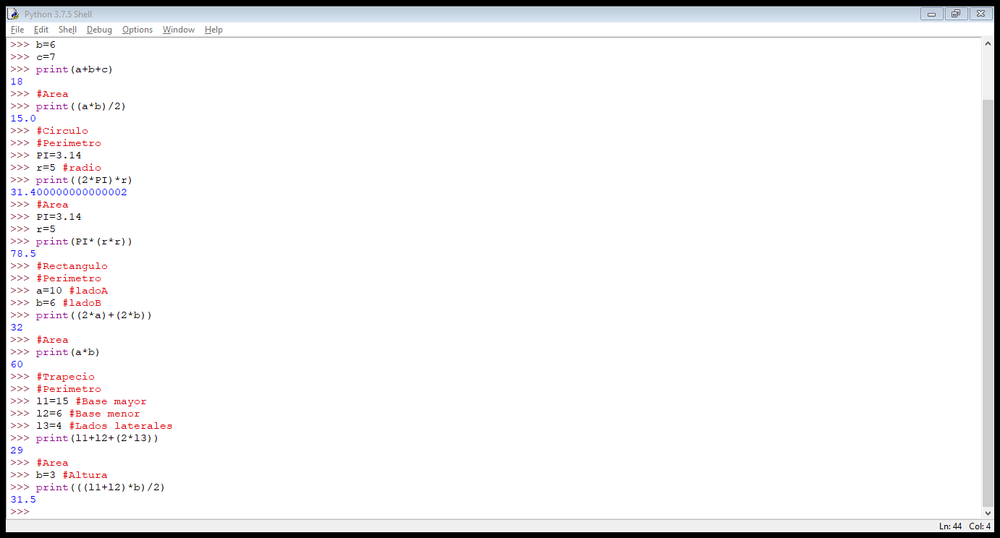 Python 3.7.5 Shell
File Edit Shell Debug Options Window Help
>>> b=6
>>> c=7
>>> print(a+b+c)
18
>>> #Area
>>> print((a*b)/2)
15.0
>>> #Circulo
>>> #Perimetro
>>> PI=3.14
>>> r=5 #radio
>>> print((2*PI)*r)
31.400000000000002
>>> #Area
>>> PI=3.14
>>> r=5
>>> print(PI*(r*r))
78.5
>>> #Rectangulo
>>> #Perimetro
>>> a=10 #ladoA
>>> b=6 #ladoB
>>> print((2*a)+(2*b))
32
>>> #Area
>>> print(a*b)
60
>>> #Trapecio
>>> #Perimetro
>>> l1=15 #Base mayor
>>> l2=6 #Base menor
>>> l3=4 #Lados laterales
>>> print(l1+l2+(2*l3))
29
>>> #Area
>>> b=3 #Altura
>>> print(((l1+l2)*b)/2)
31.5
>>>
Ln: 44 Col: 4